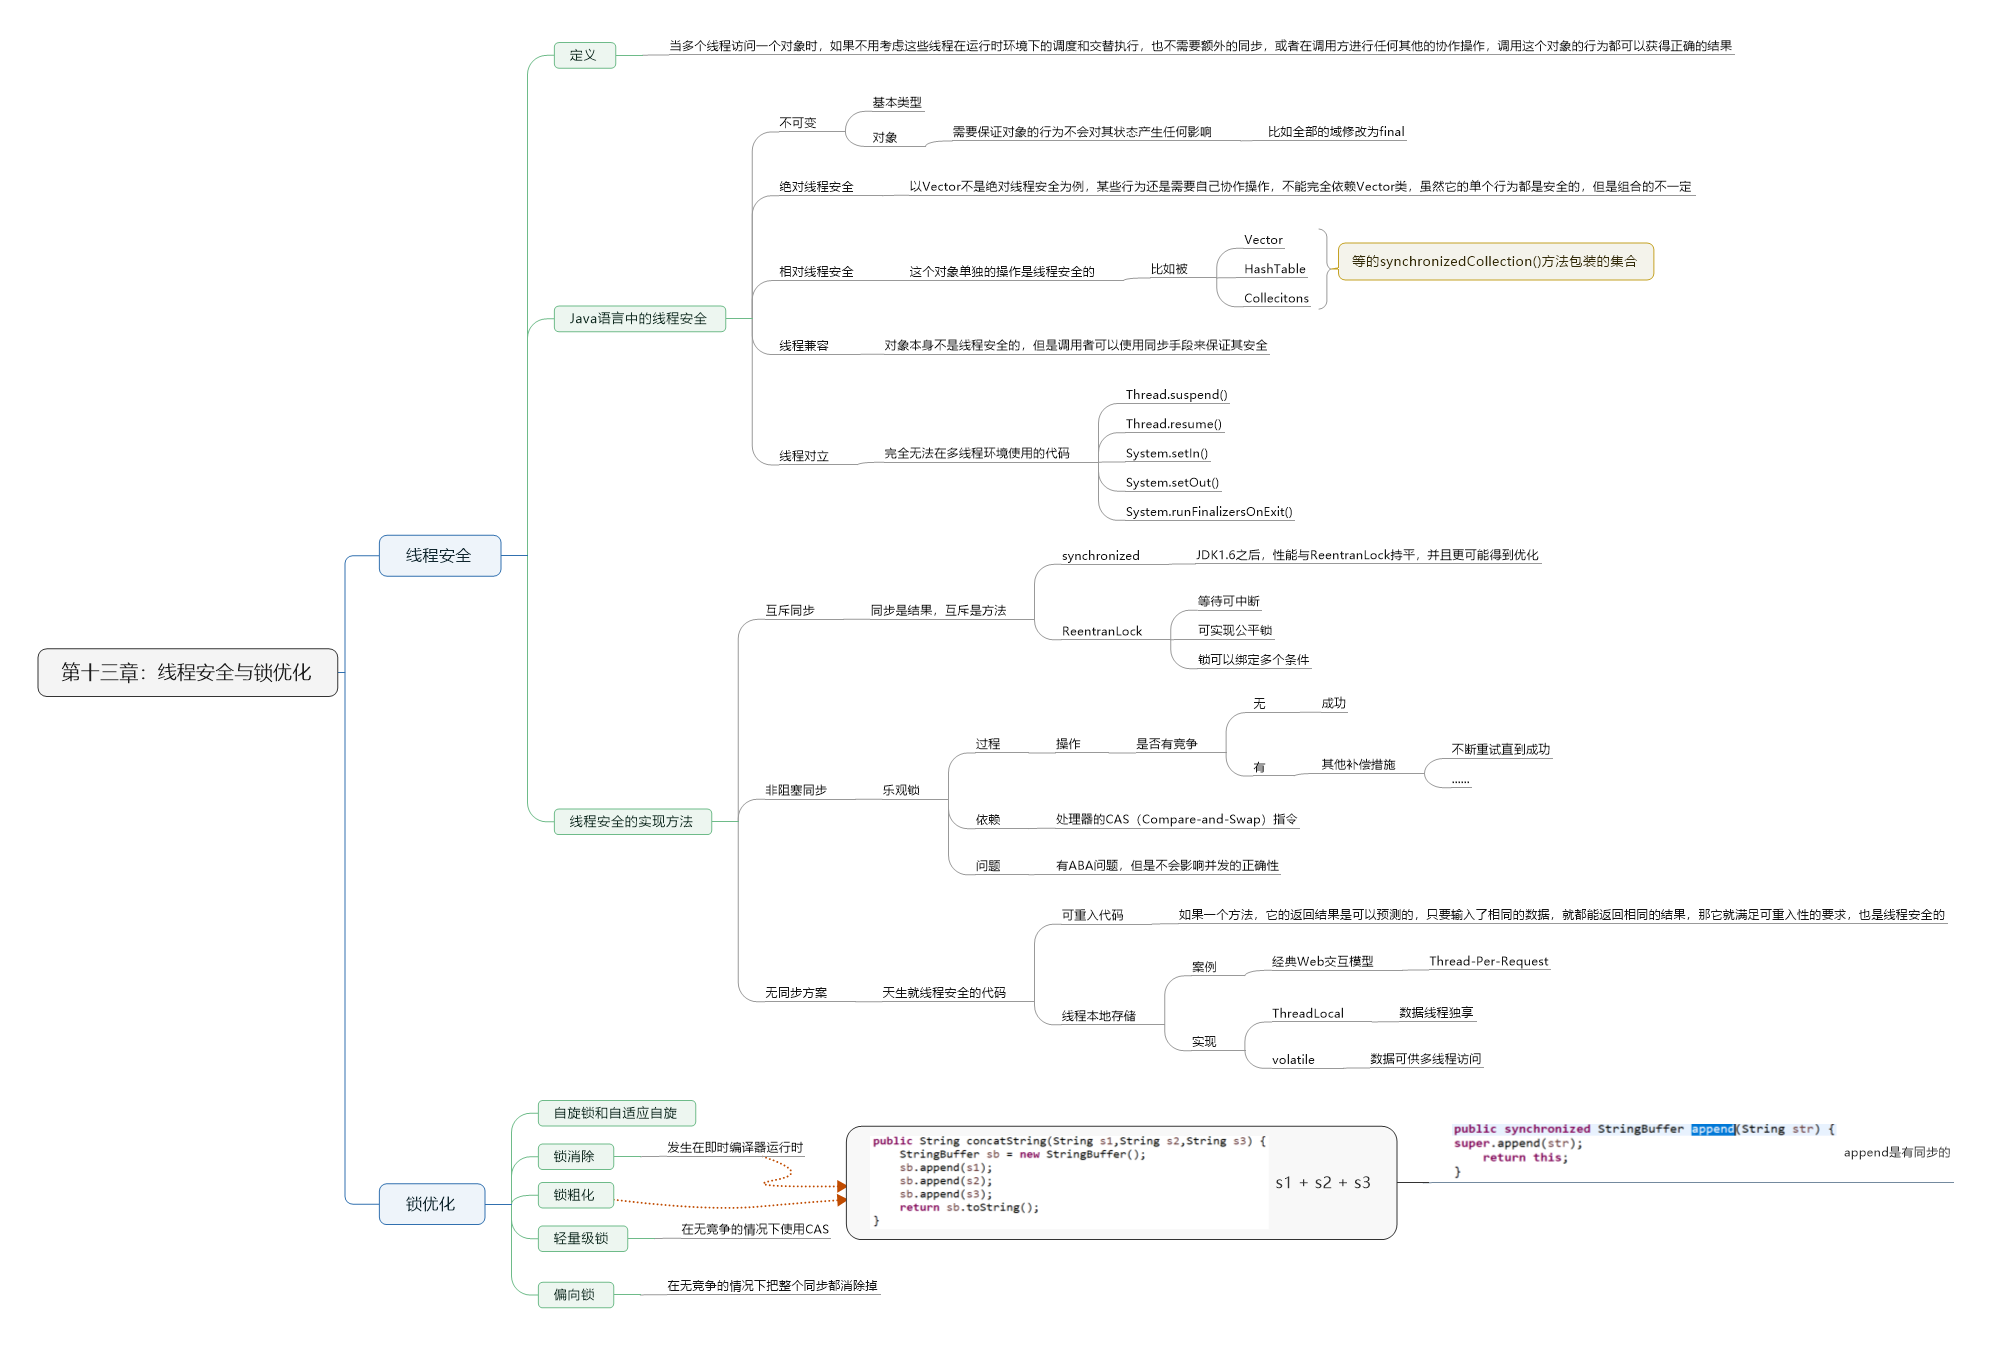 第十三章：线程安全与锁优化
线程安全
定义
当多个线程访问一个对象时，如果不用考虑这些线程在运行时环境下的调度和交替执行，也不需要额外的同步，或者在调用方进行任何其他的协作操作，调用这个对象的行为都可以获得正确的结果
Java语言中的线程安全
不可变
基本类型
对象
需要保证对象的行为不会对其状态产生任何影响
比如全部的域修改为final
绝对线程安全
以Vector不是绝对线程安全为例，某些行为还是需要自己协作操作，不能完全依赖Vector类，虽然它的单个行为都是安全的，但是组合的不一定
相对线程安全
这个对象单独的操作是线程安全的
比如被
Vector
HashTable
Collecitons
等的synchronizedCollection()方法包装的集合
线程兼容
对象本身不是线程安全的，但是调用者可以使用同步手段来保证其安全
线程对立
完全无法在多线程环境使用的代码
Thread.suspend()
Thread.resume()
System.setIn()
System.setOut()
System.runFinalizersOnExit()
线程安全的实现方法
互斥同步
同步是结果，互斥是方法
synchronized
JDK1.6之后，性能与ReentranLock持平，并且更可能得到优化
ReentranLock
等待可中断
可实现公平锁
锁可以绑定多个条件
非阻塞同步
乐观锁
过程
操作
是否有竞争
无
成功
有
其他补偿措施
不断重试直到成功
......
依赖
处理器的CAS（Compare-and-Swap）指令
问题
有ABA问题，但是不会影响并发的正确性
无同步方案
天生就线程安全的代码
可重入代码
如果一个方法，它的返回结果是可以预测的，只要输入了相同的数据，就都能返回相同的结果，那它就满足可重入性的要求，也是线程安全的
线程本地存储
案例
经典Web交互模型
Thread-Per-Request
实现
ThreadLocal
数据线程独享
volatile
数据可供多线程访问
锁优化
自旋锁和自适应自旋
锁消除
发生在即时编译器运行时
锁粗化
轻量级锁
在无竞争的情况下使用CAS
偏向锁
在无竞争的情况下把整个同步都消除掉
public String concatString(String s1,String s2,String s3) {
StringBuffer sb = new StringBuffer();
sb.append(s1);
sb.append(s2);
sb.append(s3);
return sb.toString();
}
s1 + s2 + s3
public synchronized StringBuffer append(String str) {
super.append(str);
return this;
}
append是有同步的